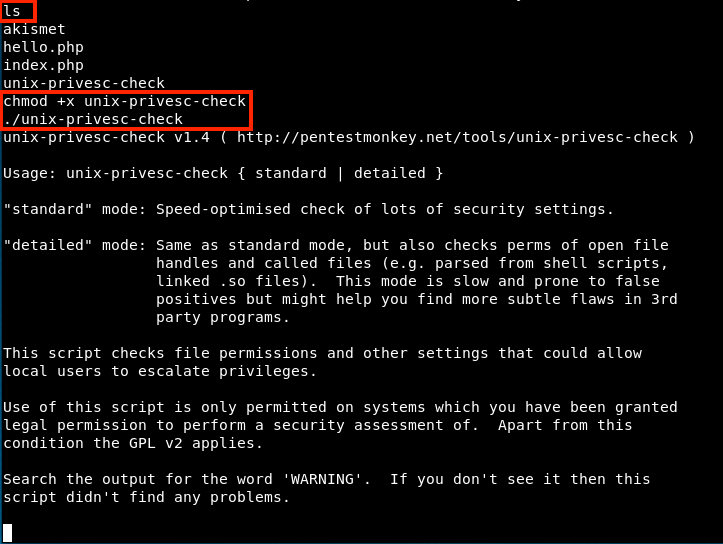 ls
akismet
hello.php
index.php
unix-privesc-check
chmod +x unix-privesc-check
./unix-privesc-check
unix-privesc-check v1.4 ( http://pentestmonkey.net/tools/unix-privesc-check )
Usage: unix-privesc-check { standard | detailed }
"standard" mode: Speed-optimised check of lots of security settings.
"detailed" mode: Same as standard mode, but also checks perms of open file
handles and called files (e.g. parsed from shell scripts,
linked .so files).  This mode is slow and prone to false
positives but might help you find more subtle flaws in 3rd
party programs.
This script checks file permissions and other settings that could allow
local users to escalate privileges.
Use of this script is only permitted on systems which you have been granted
legal permission to perform a security assessment of.  Apart from this
condition the GPL v2 applies.
Search the output for the word 'WARNING'.  If you don't see it then this
script didn't find any problems.